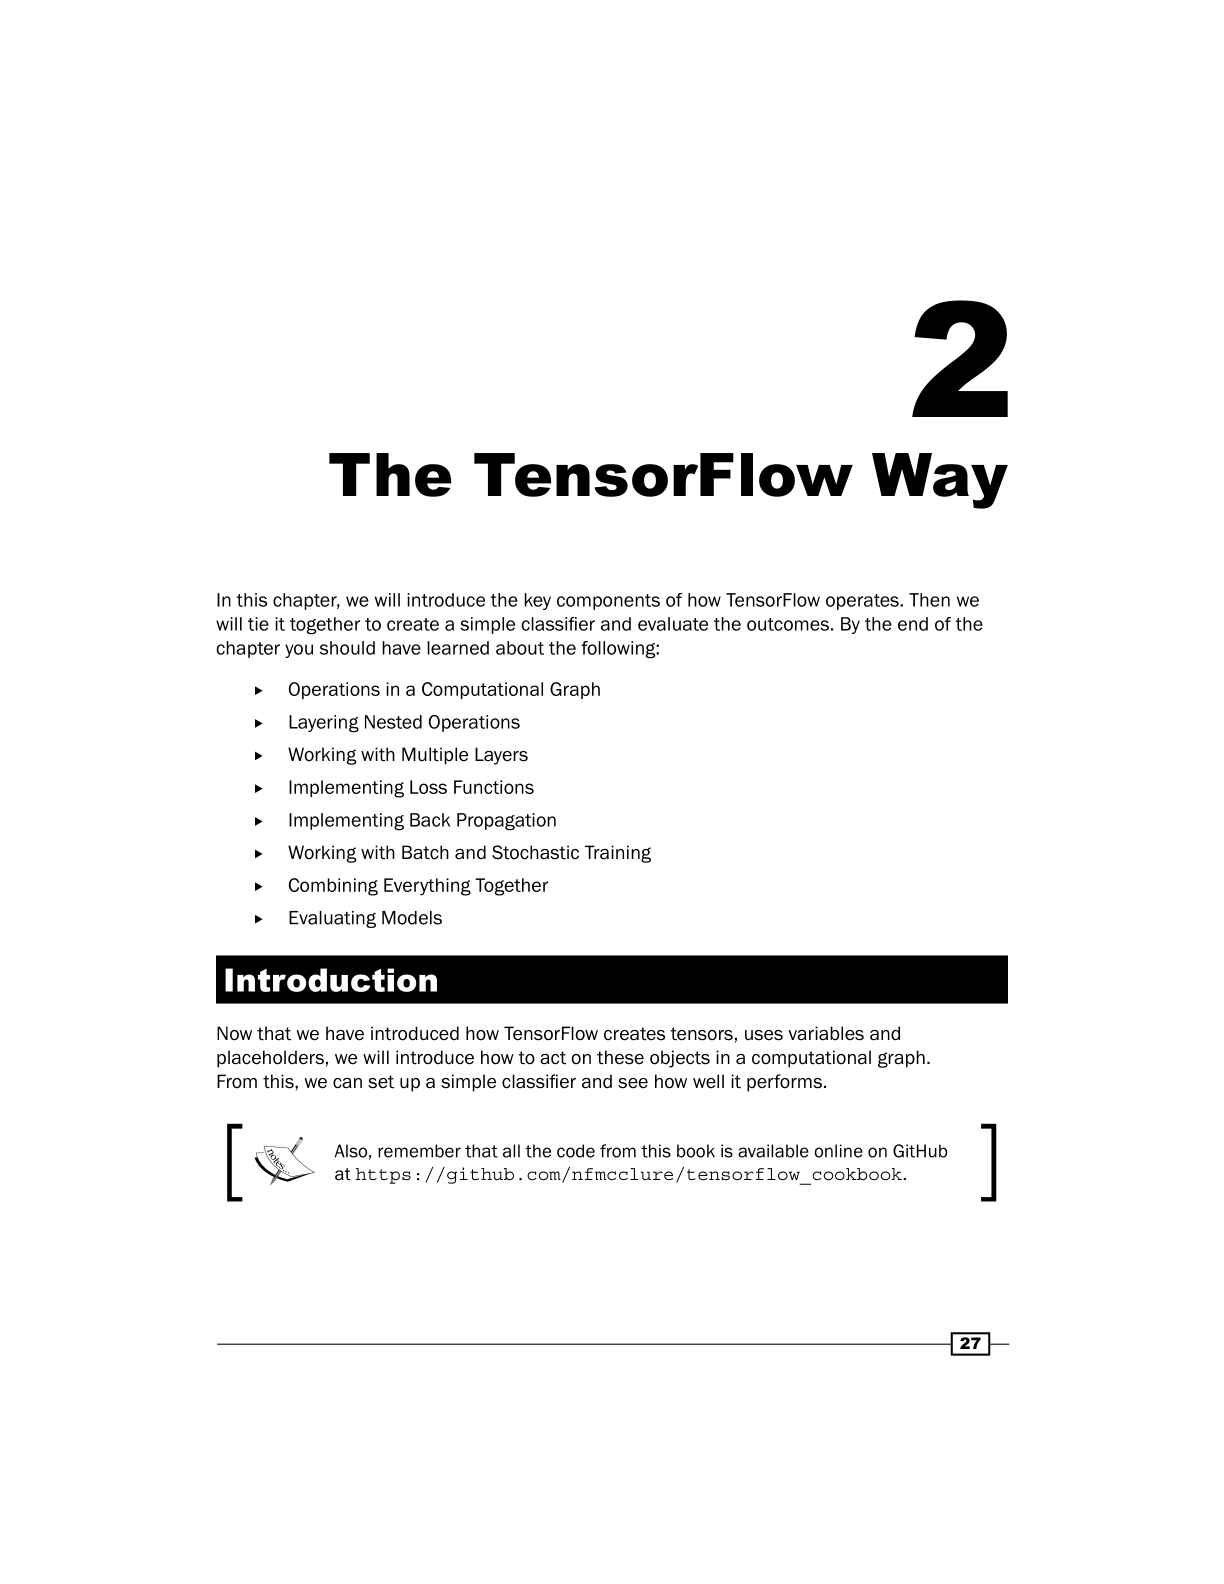 2
The TensorFlow Way
In this chapter, we will introduce the key components of how TensorFlow operates. Then we
will tie it together to create a simple classifier and evaluate the outcomes. By the end of the
chapter you should have learned about the following:
▶ Operations in a Computational Graph
▶ Layering Nested Operations
▶ Working with Multiple Layers
▶ Implementing Loss Functions
▶ Implementing Back Propagation
▶ Working with Batch and Stochastic Training
▶ Combining Everything Together
▶ Evaluating Models
Introduction
Now that we have introduced how TensorFlow creates tensors, uses variables and
placeholders, we will introduce how to act on these objects in a computational graph.
From this, we can set up a simple classifier and see how well it performs.
notes...
Also, remember that all the code from this book is available online on GitHub
at https://github.com/nfmcclure/tensorflow_cookbook.
27